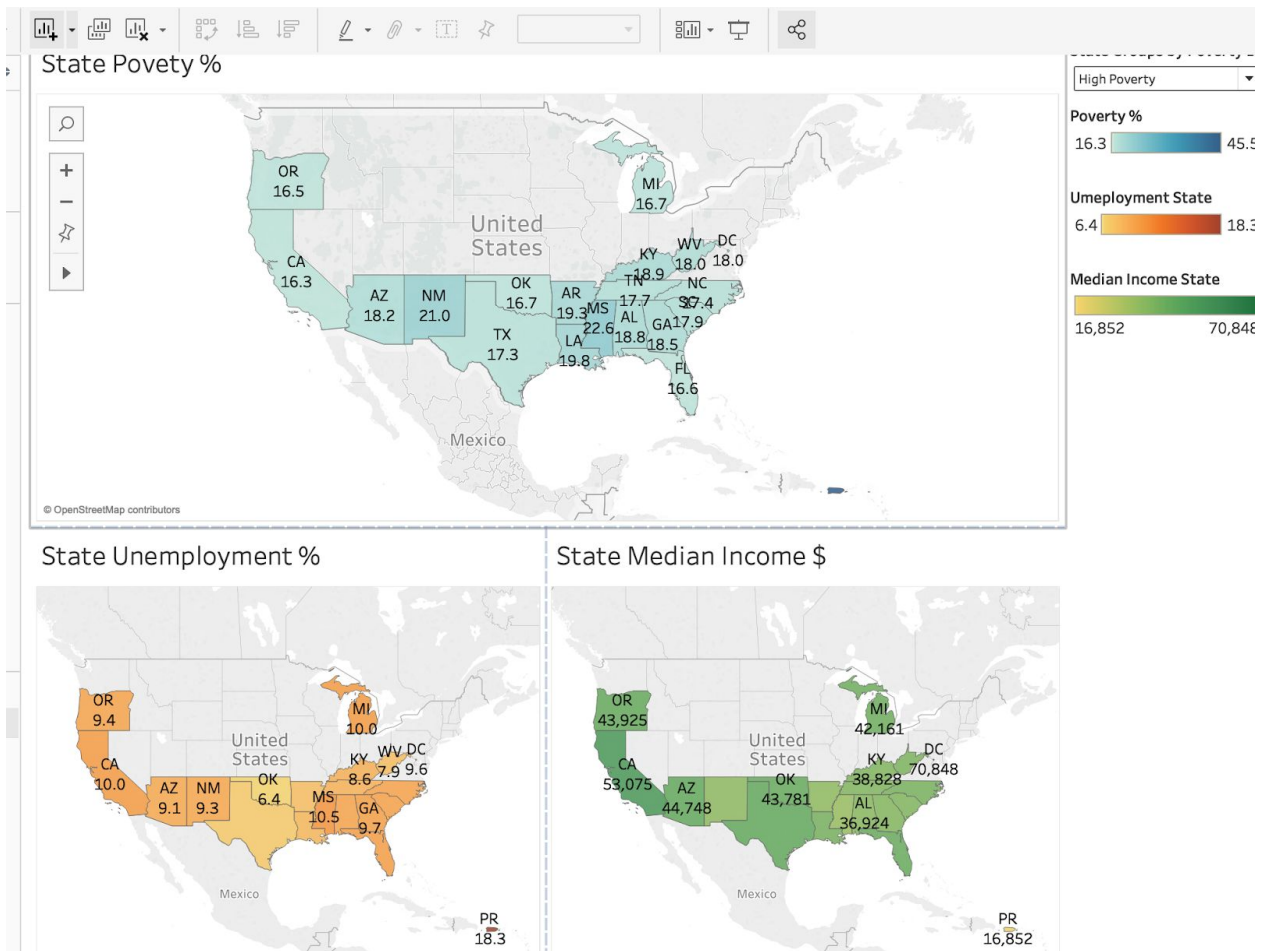 State Povety %
High Poverty
Poverty %
16.3
45.5
Umeployment State
6.4
18.3
Median Income State
16,852
70,848
OR
16.5
MI
16.7
United
States
CA
16.3
WV
18.0
DC
18.0
KY
18.9
AZ
18.2
NM
21.0
OK
16.7
AR
19.3
TN
17.7
NC
17.4
SC
17.9
MS
22.6
AL
18.8
GA
18.5
TX
17.3
LA
19.8
FL
16.6
Mexico
© OpenStreetMap contributors
State Unemployment %
OR
9.4
MI
10.0
United
States
CA
10.0
KY
8.6
WV
7.9
DC
9.6
AZ
9.1
NM
9.3
OK
6.4
MS
10.5
GA
9.7
Mexico
PR
18.3
State Median Income $
OR
43,925
MI
42,161
United
States
CA
53,075
KY
38,828
DC
70,848
AZ
44,748
OK
43,781
AL
36,924
Mexico
PR
16,852